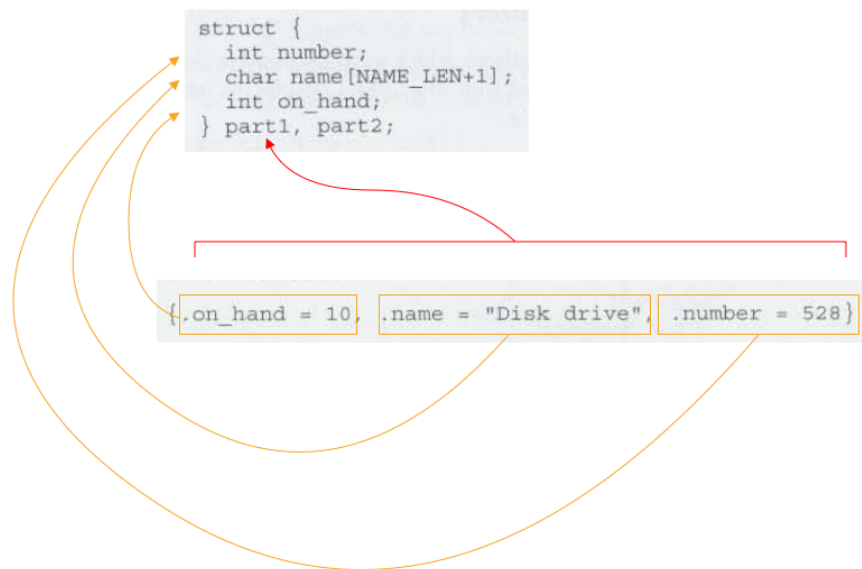 struct {
int number;
char name[NAME_LEN+1];
int on_hand;
} part1, part2;
{.on_hand = 10, .name = "Disk drive", .number = 528}